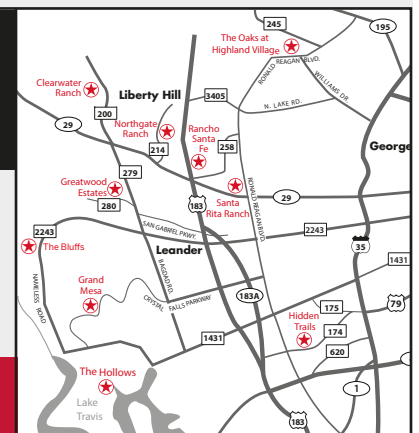 245
195
The Oaks at
Highland Village
RONALD REAGAN BLVD.
WILLIAMS DR
Clearwater
Ranch
Liberty Hill
3405
N. LAKE RD.
200
29
Northgate
Ranch
Rancho
Santa
Fe
214
258
George
279
Greatwood
Estates
280
183
Santa
Rita Ranch
RONALD REAGAN BLVD.
29
SAN GABRIEL PKWY.
2243
2243
The Bluffs
Leander
35
1431
NAMELESS ROAD
Grand
Mesa
BAGDAD RD.
CRYSTAL FALLS PARKWAY
183A
175
79
Hidden
Trails
174
1431
620
The Hollows
Lake
Travis
1
183